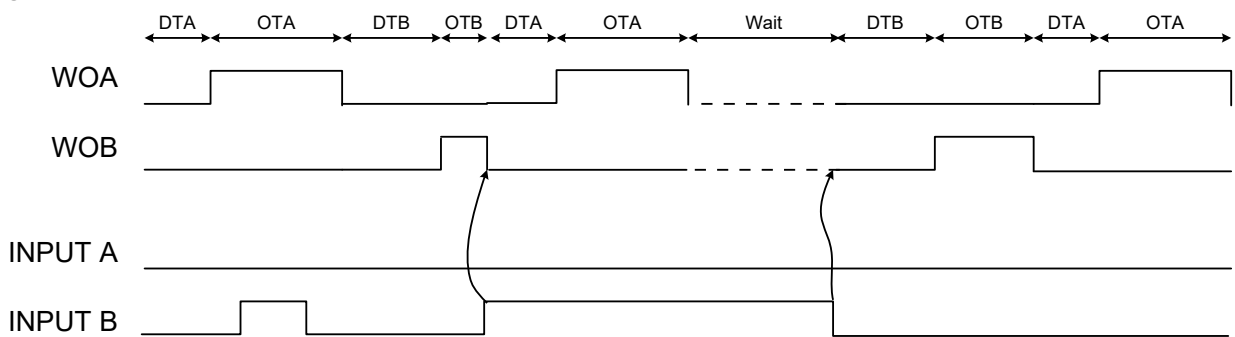 DTA OTA DTB OTB DTA OTA Wait DTB OTB DTA OTA
WOA
WOB
INPUT A
INPUT B